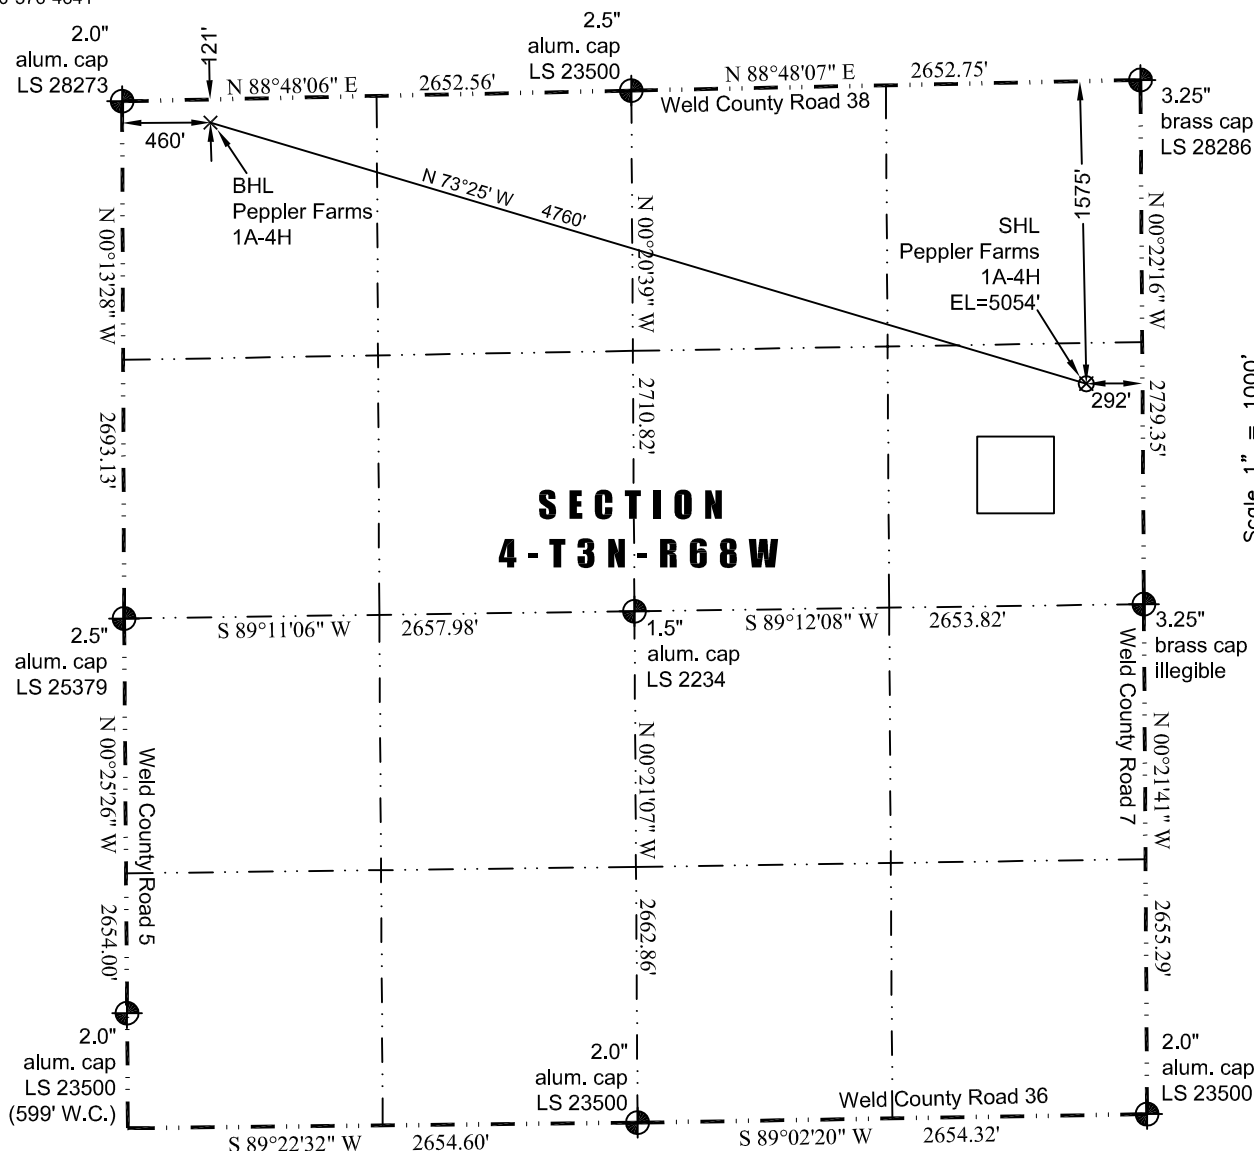 2.0"
alum. cap
LS 28273
121'
N 88°48'06" E 2652.56'
2.5"
alum. cap
LS 23500
N 88°48'07" E 2652.75'
Weld County Road 38
3.25"
brass cap
LS 28286
460'
BHL
Peppler Farms
1A-4H
N 73°25' W 4760'
1575'
SHL
Peppler Farms
1A-4H
EL=5054'
292'
N 00°13'28" W 2693.13'
N 00°20'39" W 2710.82'
N 00°22'16" W 2729.35'
Scale 1" = 1000'
SECTION
4-T3N-R68W
S 89°11'06" W 2657.98'
S 89°12'08" W 2653.82'
2.5"
alum. cap
LS 25379
1.5"
alum. cap
LS 2234
3.25"
brass cap
illegible
N 00°25'26" W 2654.00'
Weld County Road 5
N 00°21'07" W 2662.86'
Weld County Road 7
N 00°21'41" W 2655.29'
2.0"
alum. cap
LS 23500
(599' W.C.)
2.0"
alum. cap
LS 23500
Weld County Road 36
2.0"
alum. cap
LS 23500
S 89°22'32" W 2654.60'
S 89°02'20" W 2654.32'